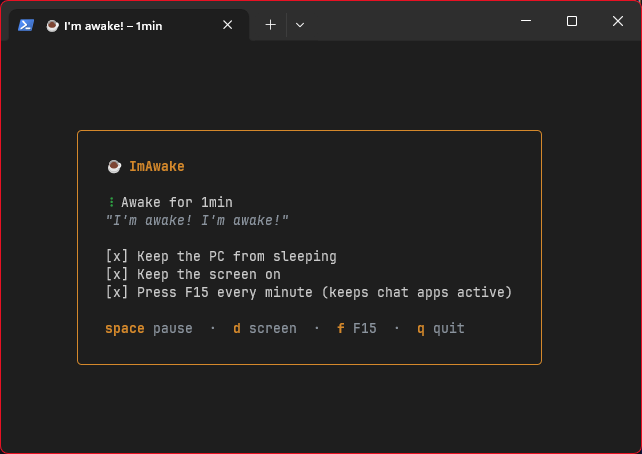 I'm awake! – 1min
ImAwake
Awake for 1min
"I'm awake! I'm awake!"
[x] Keep the PC from sleeping
[x] Keep the screen on
[x] Press F15 every minute (keeps chat apps active)
space pause · d screen · f F15 · q quit